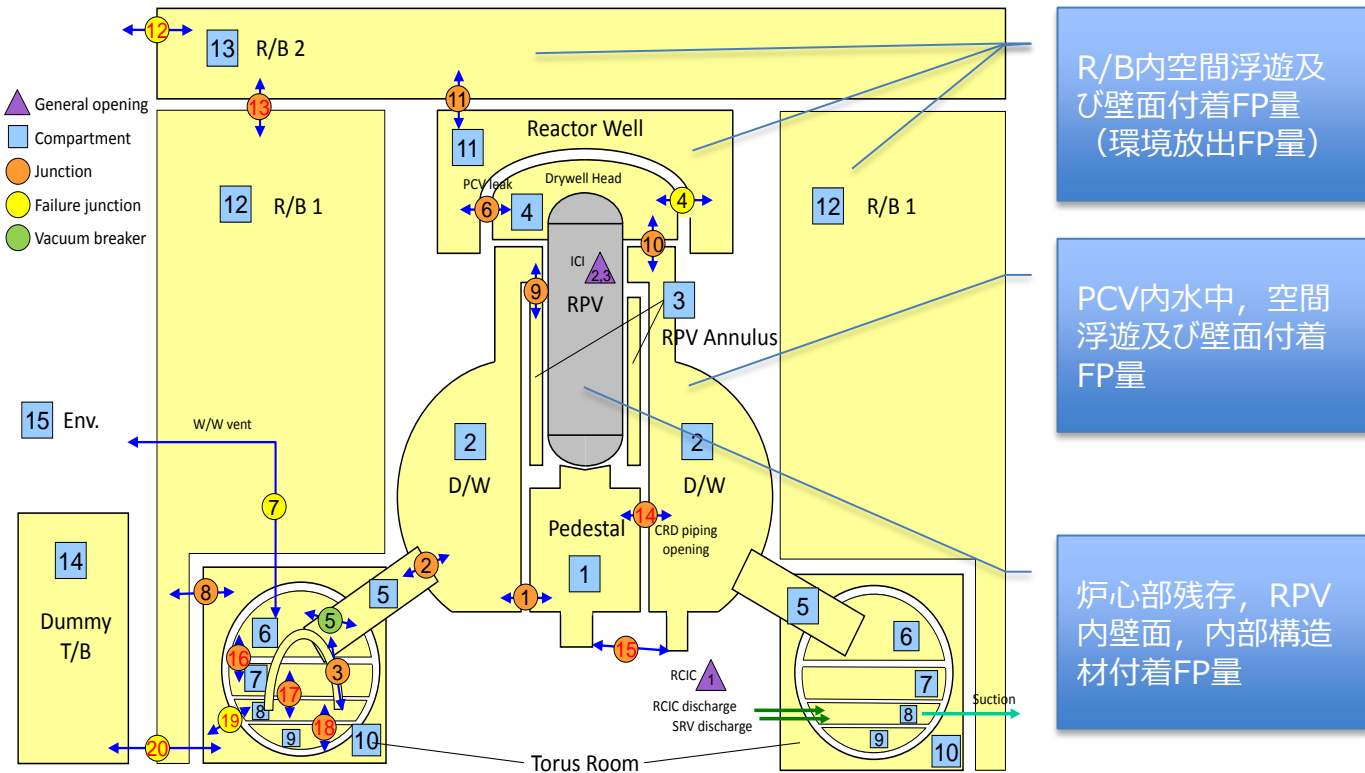 12
13 R/B 2
13
11
General opening
Compartment
Junction
Failure junction
Vacuum breaker
Reactor Well
11
PCV leak
Drywell Head
6
4
4
10
12 R/B 1
12 R/B 1
ICI
2,3
RPV
9
3
RPV Annulus
15 Env.
W/W vent
7
2
D/W
2
D/W
14
CRD piping
opening
Pedestal
1
1
14
Dummy
T/B
8
2
5
5
6
16
7
3
17
8
19
18
9
10
20
15
RCIC
1
RCIC discharge
SRV discharge
5
6
7
8
9
10
Suction
Torus Room
R/B内空間浮遊及
び壁面付着FP量
（環境放出FP量）
PCV内水中，空間
浮遊及び壁面付着
FP量
炉心部残存，RPV
内壁面，内部構造
材付着FP量